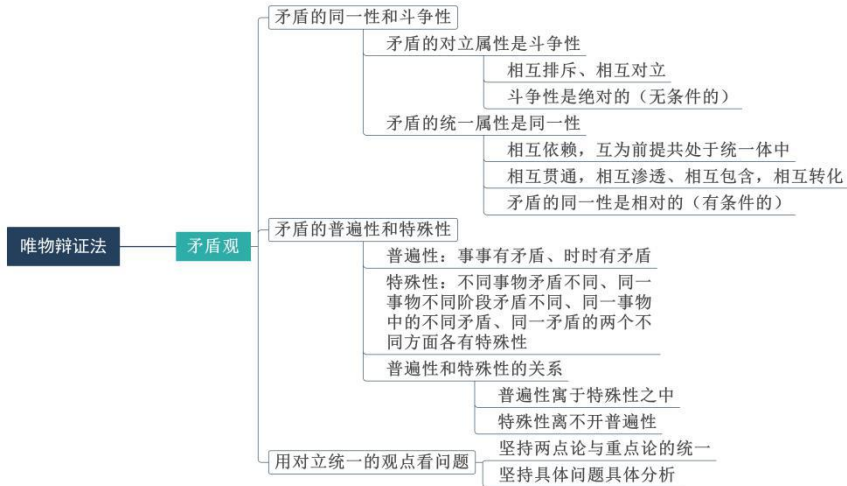 矛盾的同一性和斗争性
矛盾的对立属性是斗争性
相互排斥、相互对立
斗争性是绝对的（无条件的）
矛盾的统一属性是同一性
相互依赖，互为前提共处于统一体中
相互贯通，相互渗透、相互包含，相互转化
矛盾的同一性是相对的（有条件的）
唯物辩证法
矛盾观
矛盾的普遍性和特殊性
普遍性：事事有矛盾、时时有矛盾
特殊性：不同事物矛盾不同、同一
事物不同阶段矛盾不同、同一事物
中的不同矛盾、同一矛盾的两个不
同方面各有特殊性
普遍性和特殊性的关系
普遍性寓于特殊性之中
特殊性离不开普遍性
用对立统一的观点看问题
坚持两点论与重点论的统一
坚持具体问题具体分析